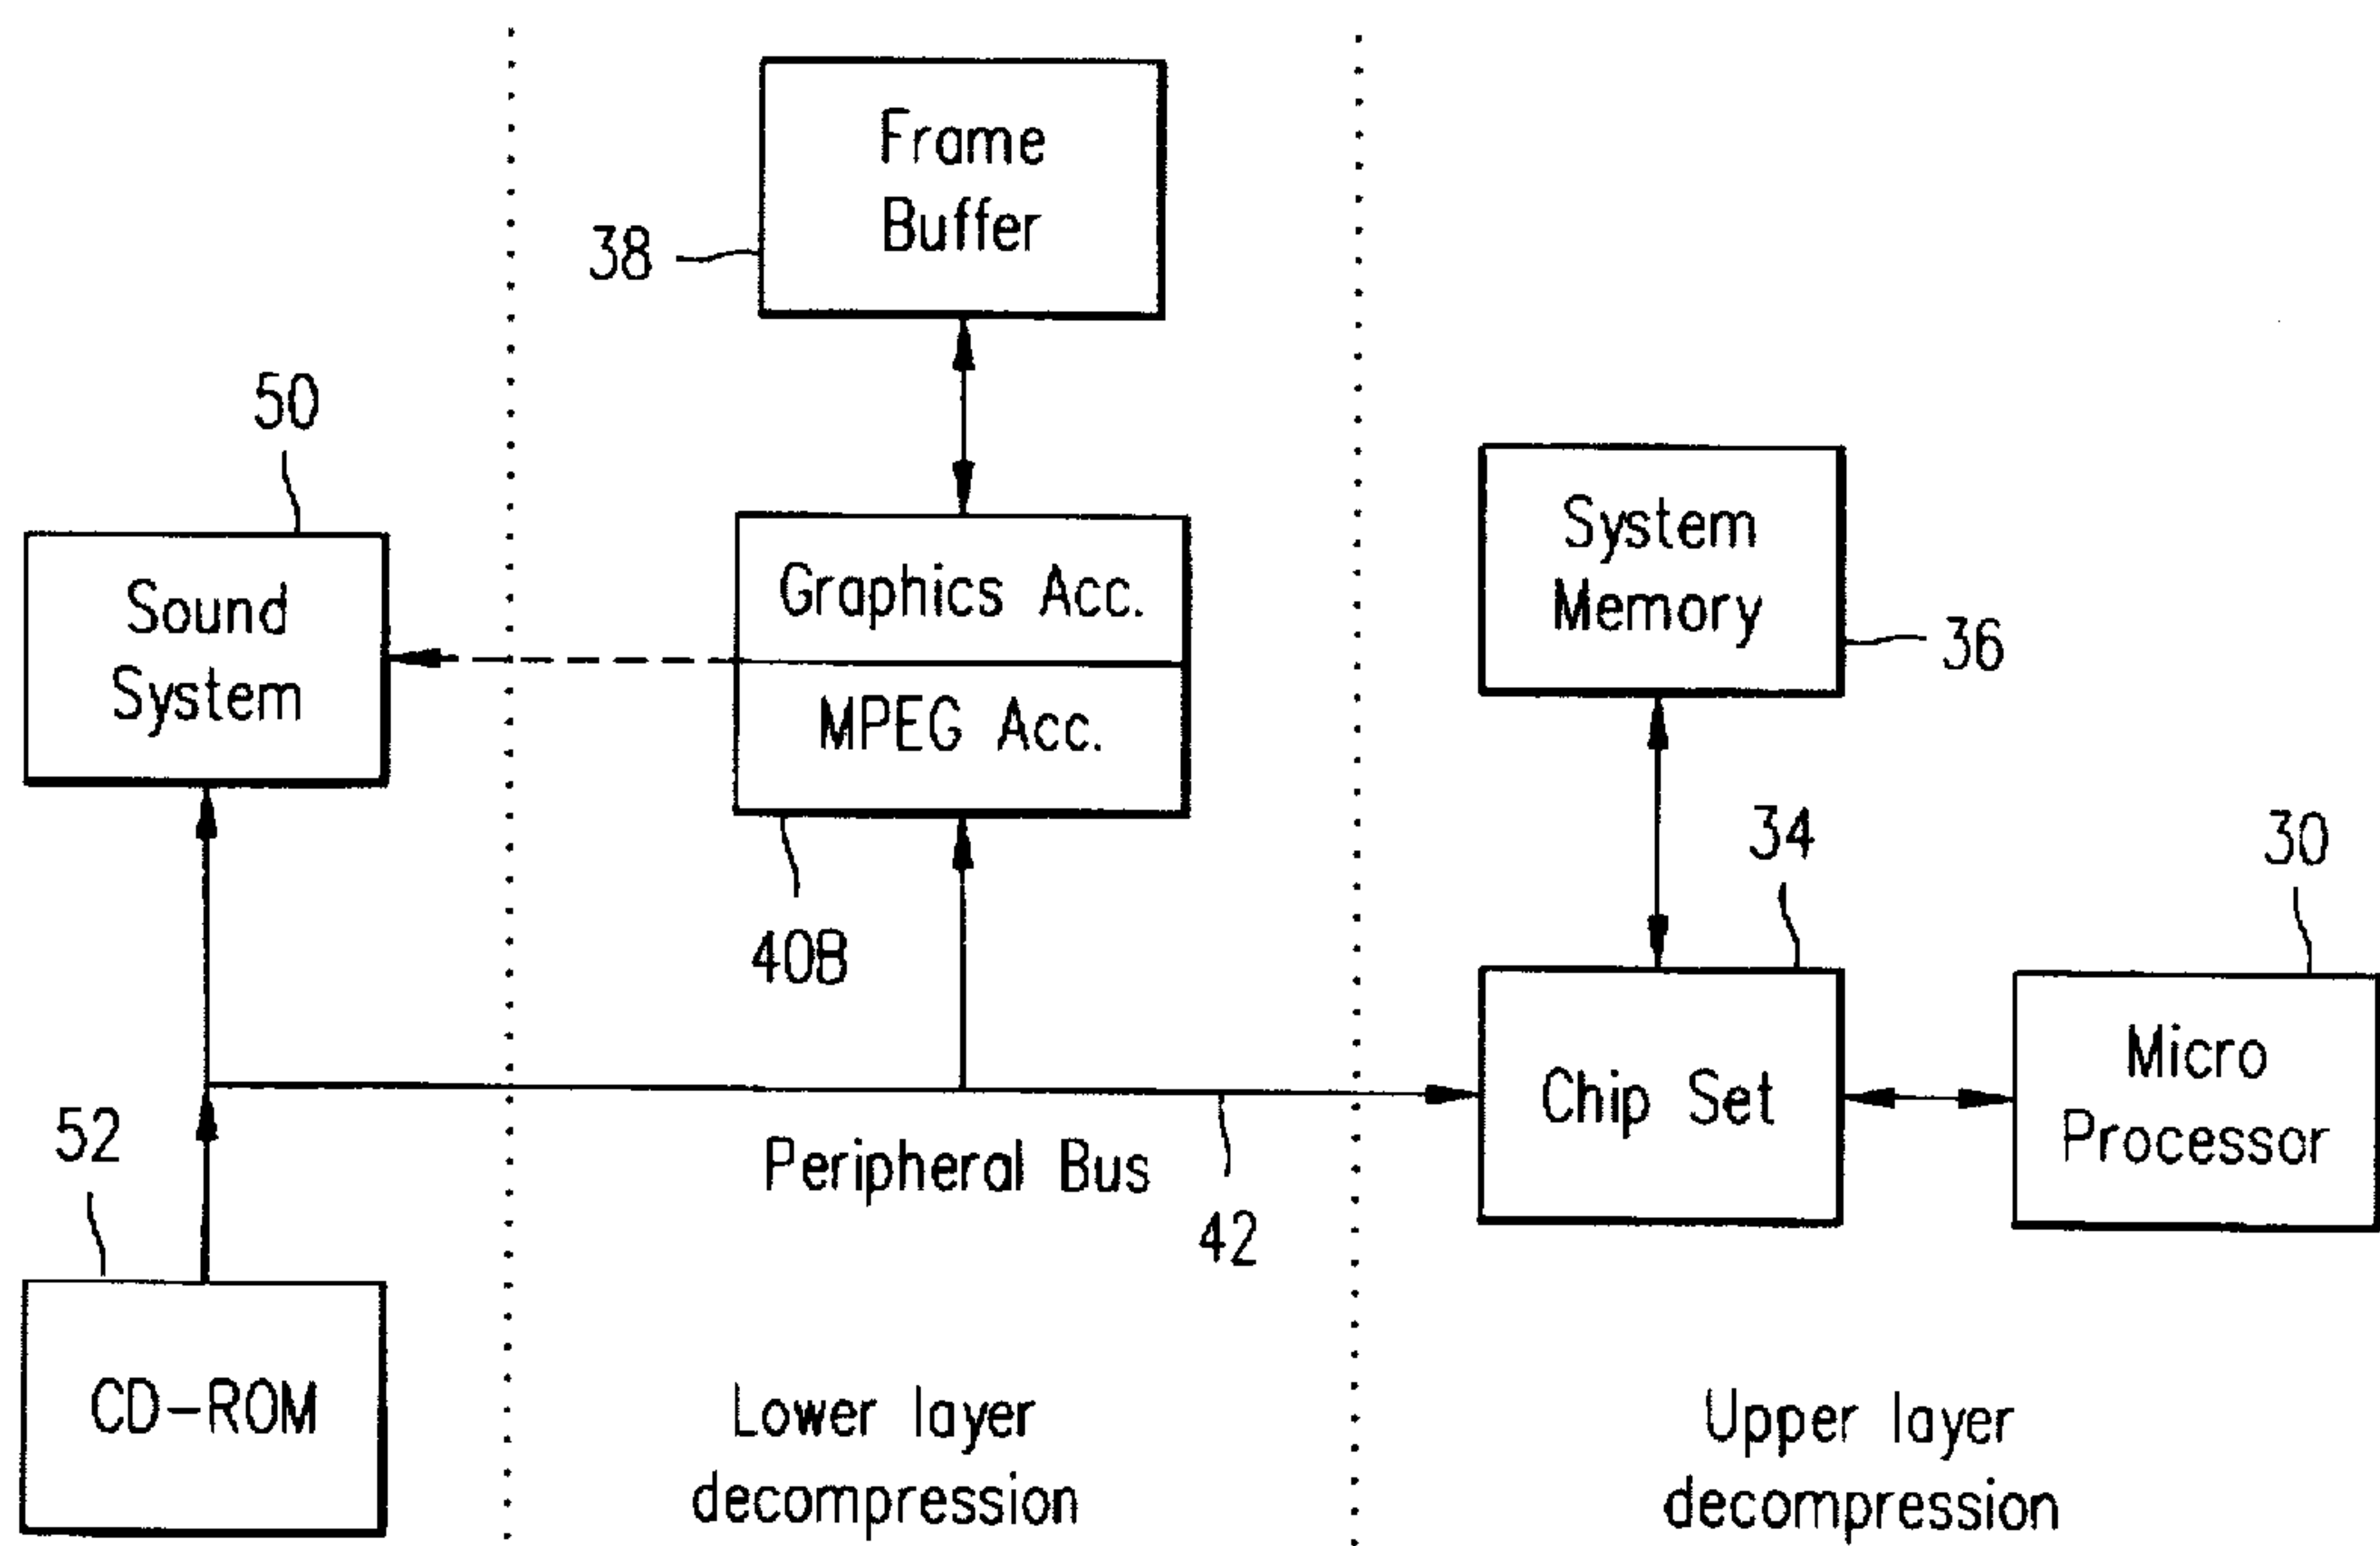 Frame
Buffer
38
50
Sound
System
Graphics Acc.
MPEG Acc.
System
Memory
36
40B
34
30
Chip Set
Micro
Processor
52
Peripheral Bus
42
CD-ROM
Lower layer
decompression
Upper layer
decompression